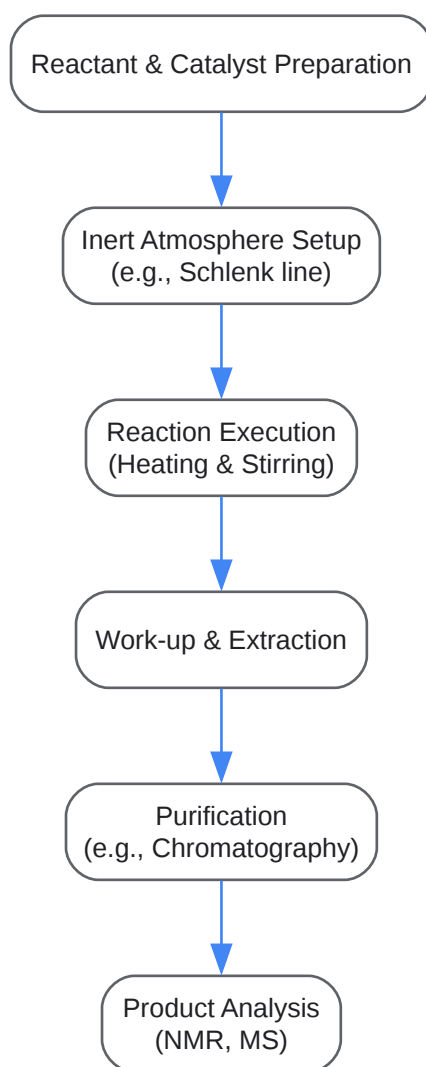 Reactant & Catalyst Preparation
Inert Atmosphere Setup
(e.g., Schlenk line)
Reaction Execution
(Heating & Stirring)
Work-up & Extraction
Purification
(e.g., Chromatography)
Product Analysis
(NMR, MS)